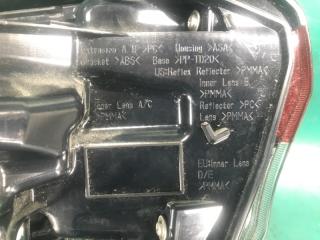 Extension A,B >PC< Housing >ASA<
Bracket >ABS< Base >PP-TD20<
US:Reflex Reflector >PMMA<
Inner Lens B
>PMMA<
Inner Lens A/C
>PMMA<
Reflector >PC<
Lens >PMMA<
EU:Inner Lens
D/E
>PMMA<